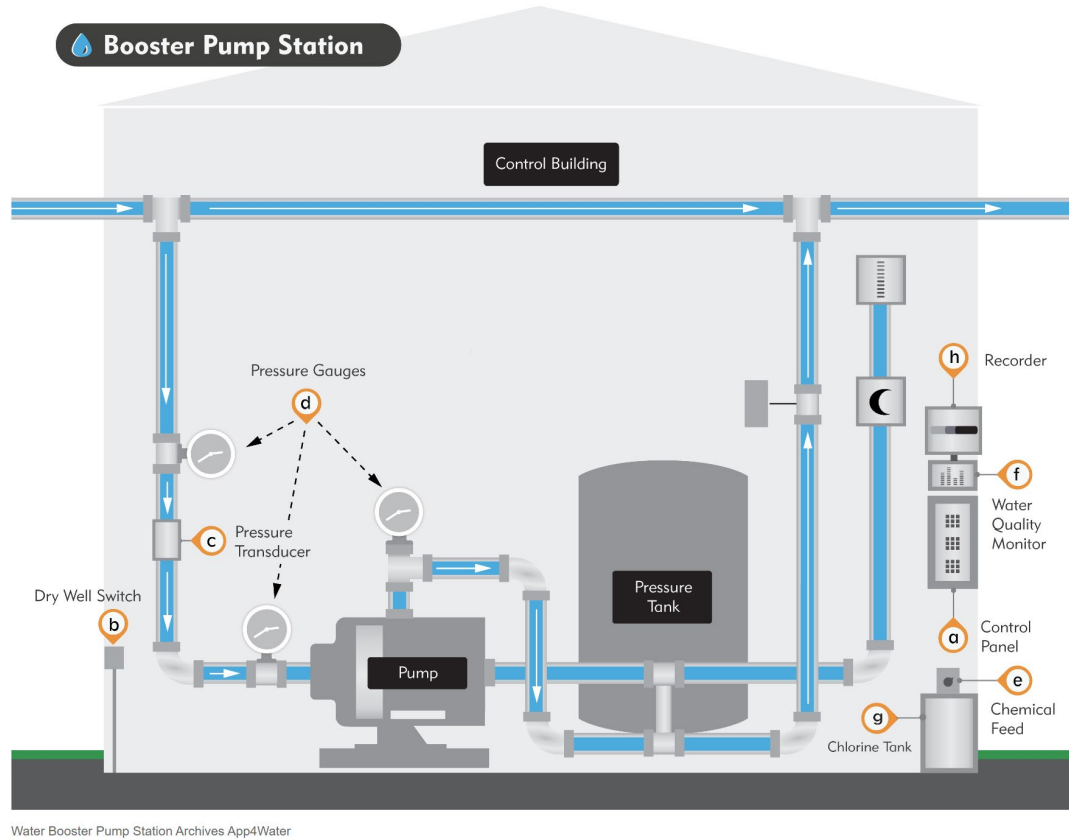 Booster Pump Station
Control Building
Pressure Gauges
d
h
Recorder
f
Water
Quality
Monitor
c
Pressure
Transducer
Dry Well Switch
b
Pressure
Tank
Pump
a
Control
Panel
e
Chemical
Feed
g
Chlorine Tank
Water Booster Pump Station Archives App4Water